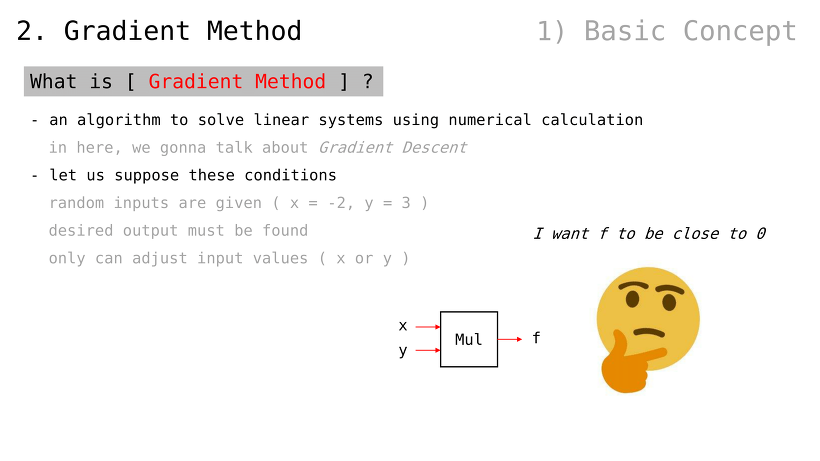 2. Gradient Method
1) Basic Concept
What is [ Gradient Method ] ?
- an algorithm to solve linear systems using numerical calculation
in here, we gonna talk about Gradient Descent
- let us suppose these conditions
random inputs are given ( x = -2, y = 3 )
desired output must be found
only can adjust input values ( x or y )
I want f to be close to 0
x
y
Mul
f